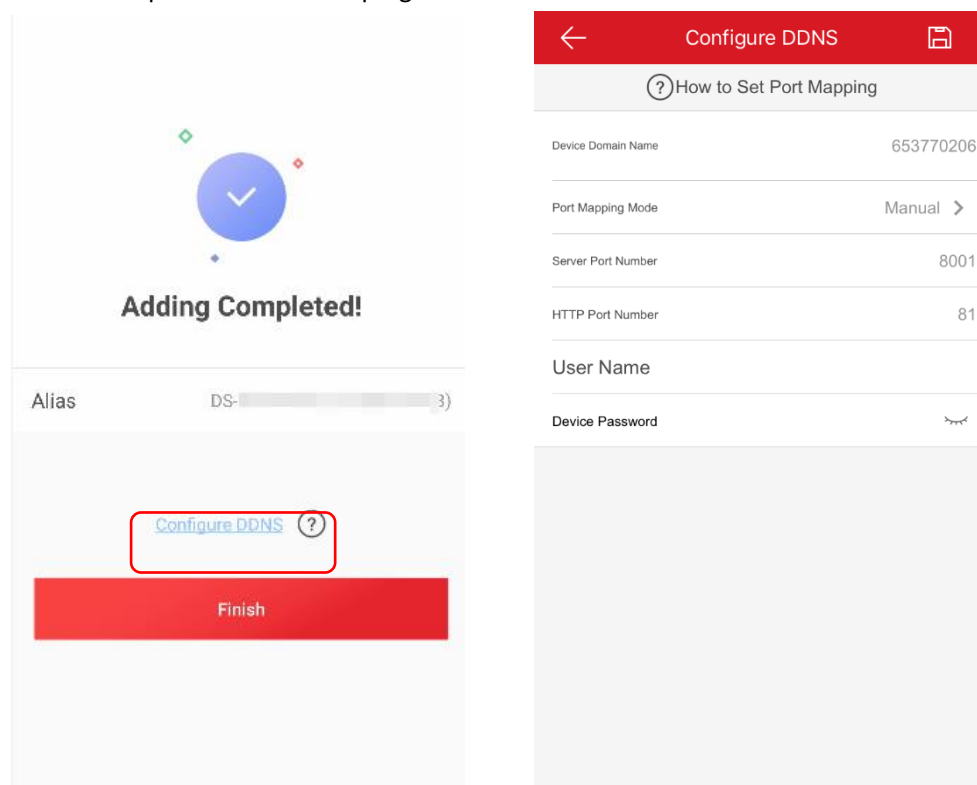 Adding Completed!
Alias DS- 3)
Configure DDNS ?
Finish
Configure DDNS
? How to Set Port Mapping
Device Domain Name 653770206
Port Mapping Mode Manual >
Server Port Number 8001
HTTP Port Number 81
User Name
Device Password